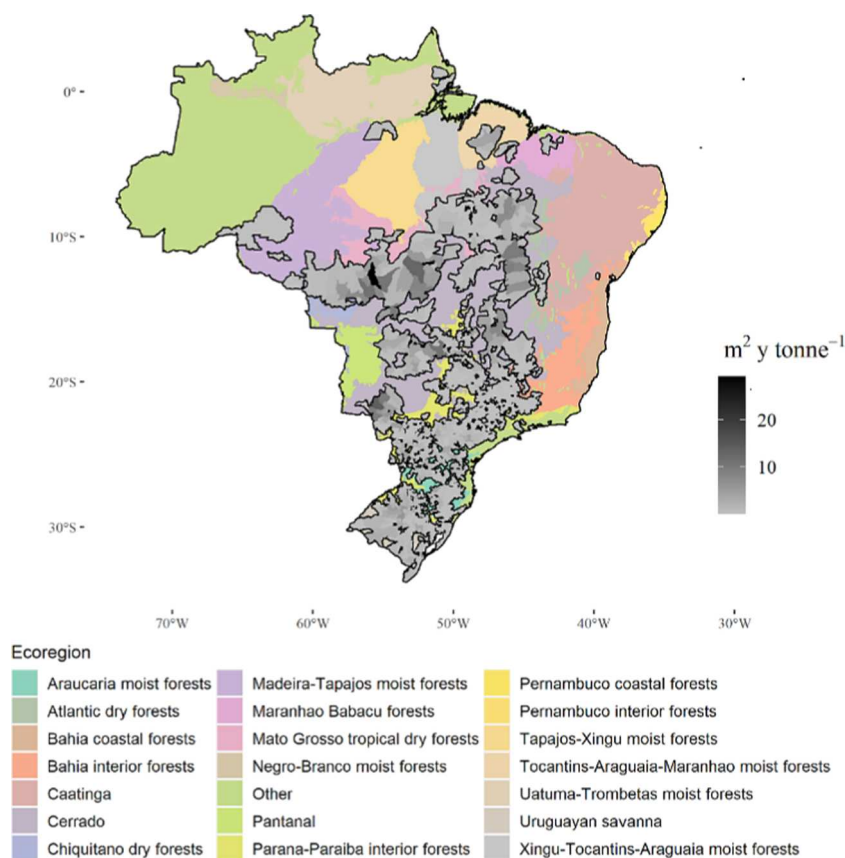 0°
10°S
20°S
30°S
70°W 60°W 50°W 40°W 30°W
m² y tonne⁻¹
20
10
Ecoregion
Araucaria moist forests
Atlantic dry forests
Bahia coastal forests
Bahia interior forests
Caatinga
Cerrado
Chiquitano dry forests
Madeira-Tapajos moist forests
Maranhao Babacu forests
Mato Grosso tropical dry forests
Negro-Branco moist forests
Other
Pantanal
Parana-Paraiba interior forests
Pernambuco coastal forests
Pernambuco interior forests
Tapajos-Xingu moist forests
Tocantins-Araguaia-Maranhao moist forests
Uatuma-Trombetas moist forests
Uruguayan savanna
Xingu-Tocantins-Araguaia moist forests